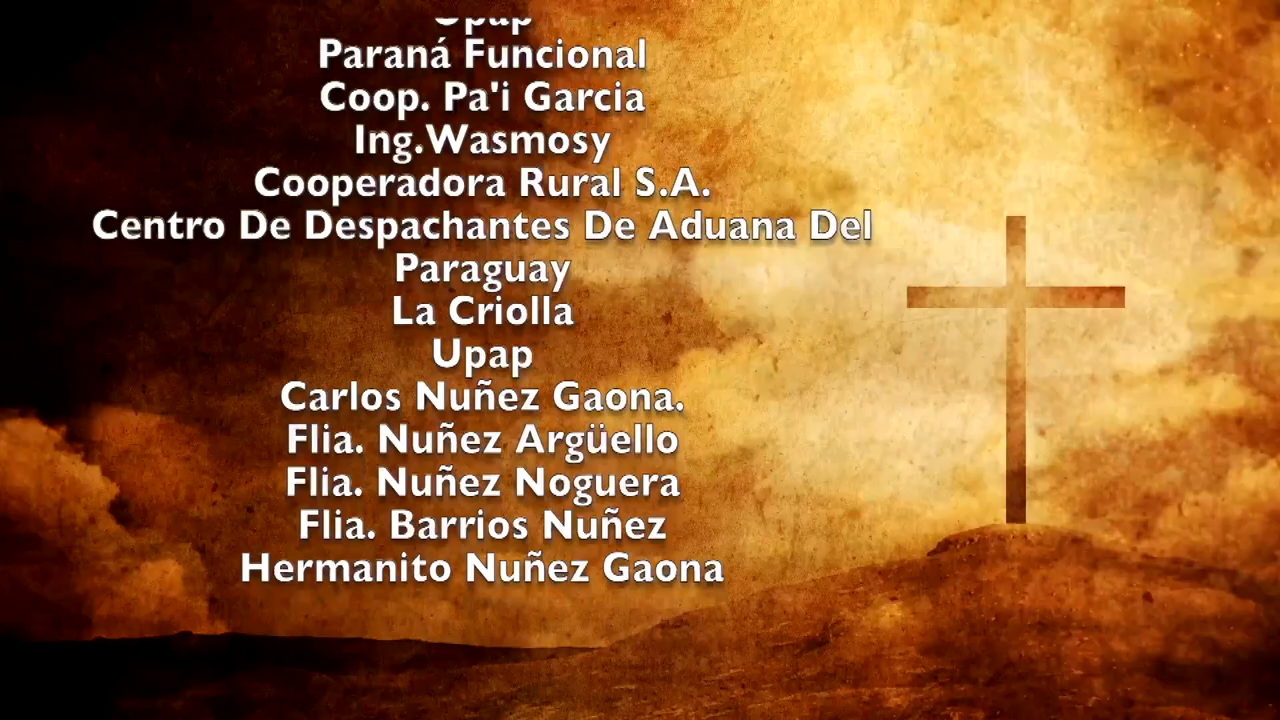 Upap
Paraná Funcional
Coop. Pa'i Garcia
Ing.Wasmosy
Cooperadora Rural S.A.
Centro De Despachantes De Aduana Del
Paraguay
La Criolla
Upap
Carlos Nuñez Gaona.
Flia. Nuñez Argüello
Flia. Nuñez Noguera
Flia. Barrios Nuñez
Hermanito Nuñez Gaona